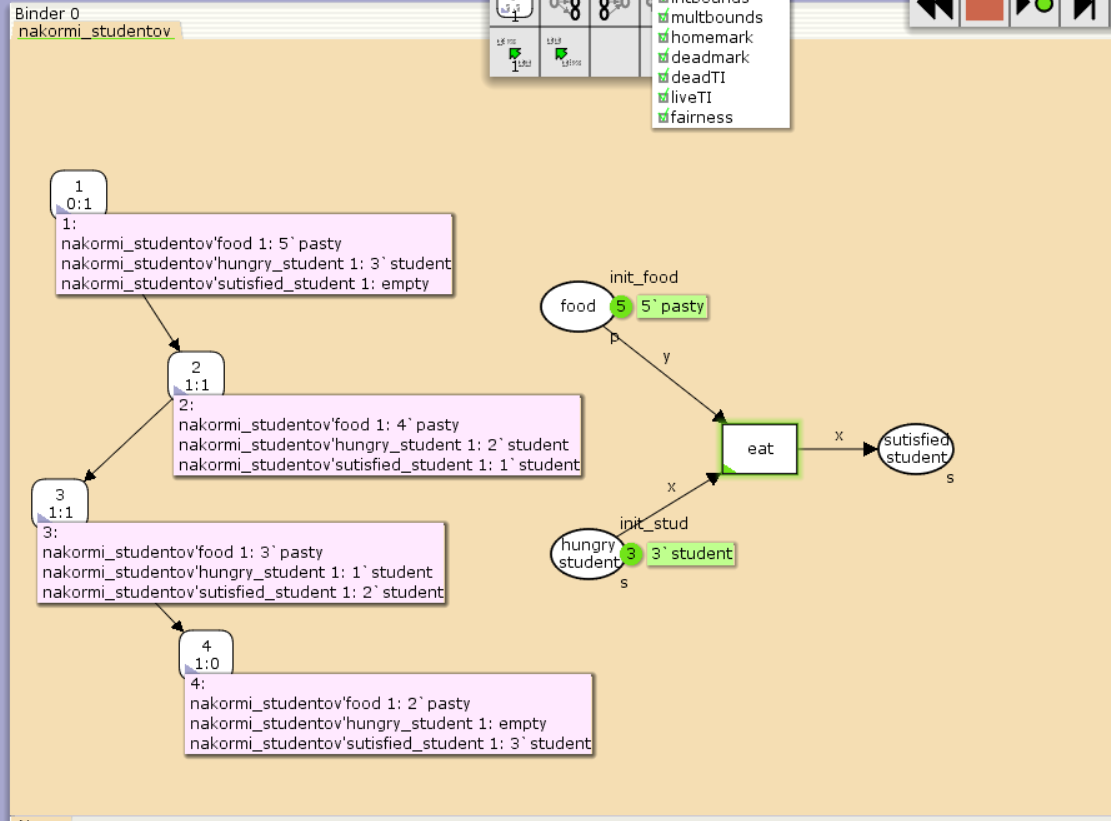 Binder 0
nakormi_studentov
1
1
multbounds
homemark
deadmark
deadTI
liveTI
fairness
1
0:1
1:
nakormi_studentov'food 1: 5`pasty
nakormi_studentov'hungry_student 1: 3`student
nakormi_studentov'sutisfied_student 1: empty
2
1:1
2:
nakormi_studentov'food 1: 4`pasty
nakormi_studentov'hungry_student 1: 2`student
nakormi_studentov'sutisfied_student 1: 1`student
3
1:1
3:
nakormi_studentov'food 1: 3`pasty
nakormi_studentov'hungry_student 1: 1`student
nakormi_studentov'sutisfied_student 1: 2`student
4
1:0
4:
nakormi_studentov'food 1: 2`pasty
nakormi_studentov'hungry_student 1: empty
nakormi_studentov'sutisfied_student 1: 3`student
init_food
food
5
5`pasty
p
y
eat
x
sutisfied
student
s
x
init_stud
hungry
student
3
3`student
s